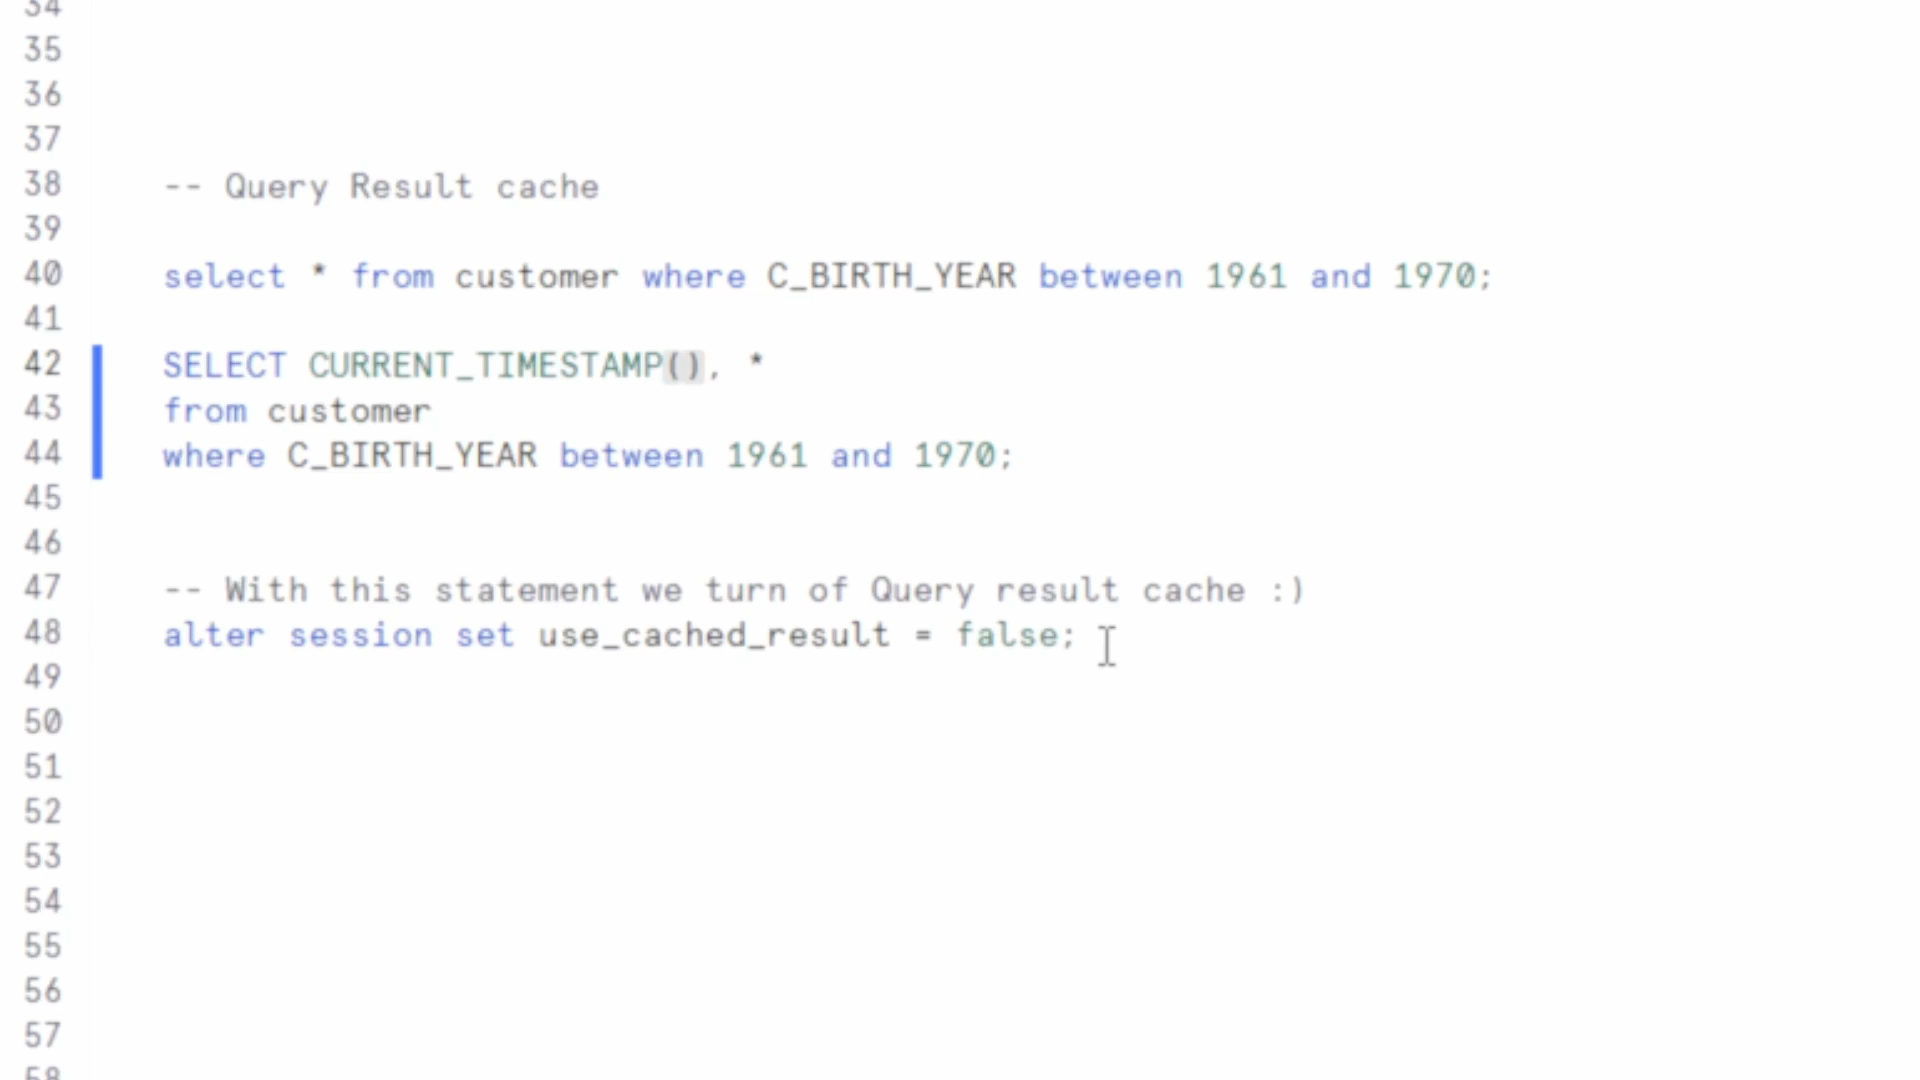 34
35
36
37
38 -- Query Result cache
39
40 select * from customer where C_BIRTH_YEAR between 1961 and 1970;
41
42 SELECT CURRENT_TIMESTAMP(), *
43 from customer
44 where C_BIRTH_YEAR between 1961 and 1970;
45
46
47 -- With this statement we turn of Query result cache :)
48 alter session set use_cached_result = false;
49
50
51
52
53
54
55
56
57
58